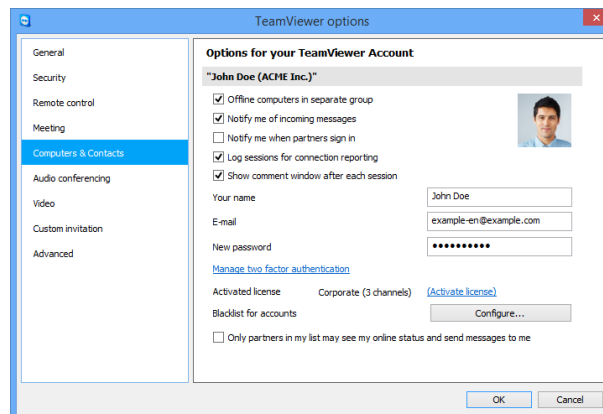 TeamViewer options
General
Security
Remote control
Meeting
Computers & Contacts
Audio conferencing
Video
Custom invitation
Advanced
Options for your TeamViewer Account
"John Doe (ACME Inc.)"
Offline computers in separate group
Notify me of incoming messages
Notify me when partners sign in
Log sessions for connection reporting
Show comment window after each session
Your name John Doe
E-mail example-en@example.com
New password ••••••••••
Manage two factor authentication
Activated license Corporate (3 channels) (Activate license)
Blacklist for accounts Configure...
Only partners in my list may see my online status and send messages to me
OK Cancel